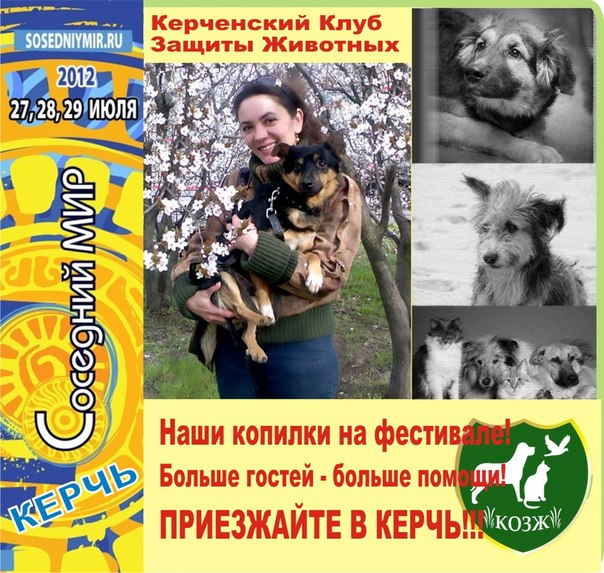 SOSEDNIYMIR.RU
2012
27, 28, 29 ИЮЛЯ
Соседний МИР
КЕРЧЬ
Керченский Клуб
Защиты Животных
Наши копилки на фестивале!
Больше гостей - больше помощи!
ПРИЕЗЖАЙТЕ В КЕРЧЬ!!!
КОЗЖ